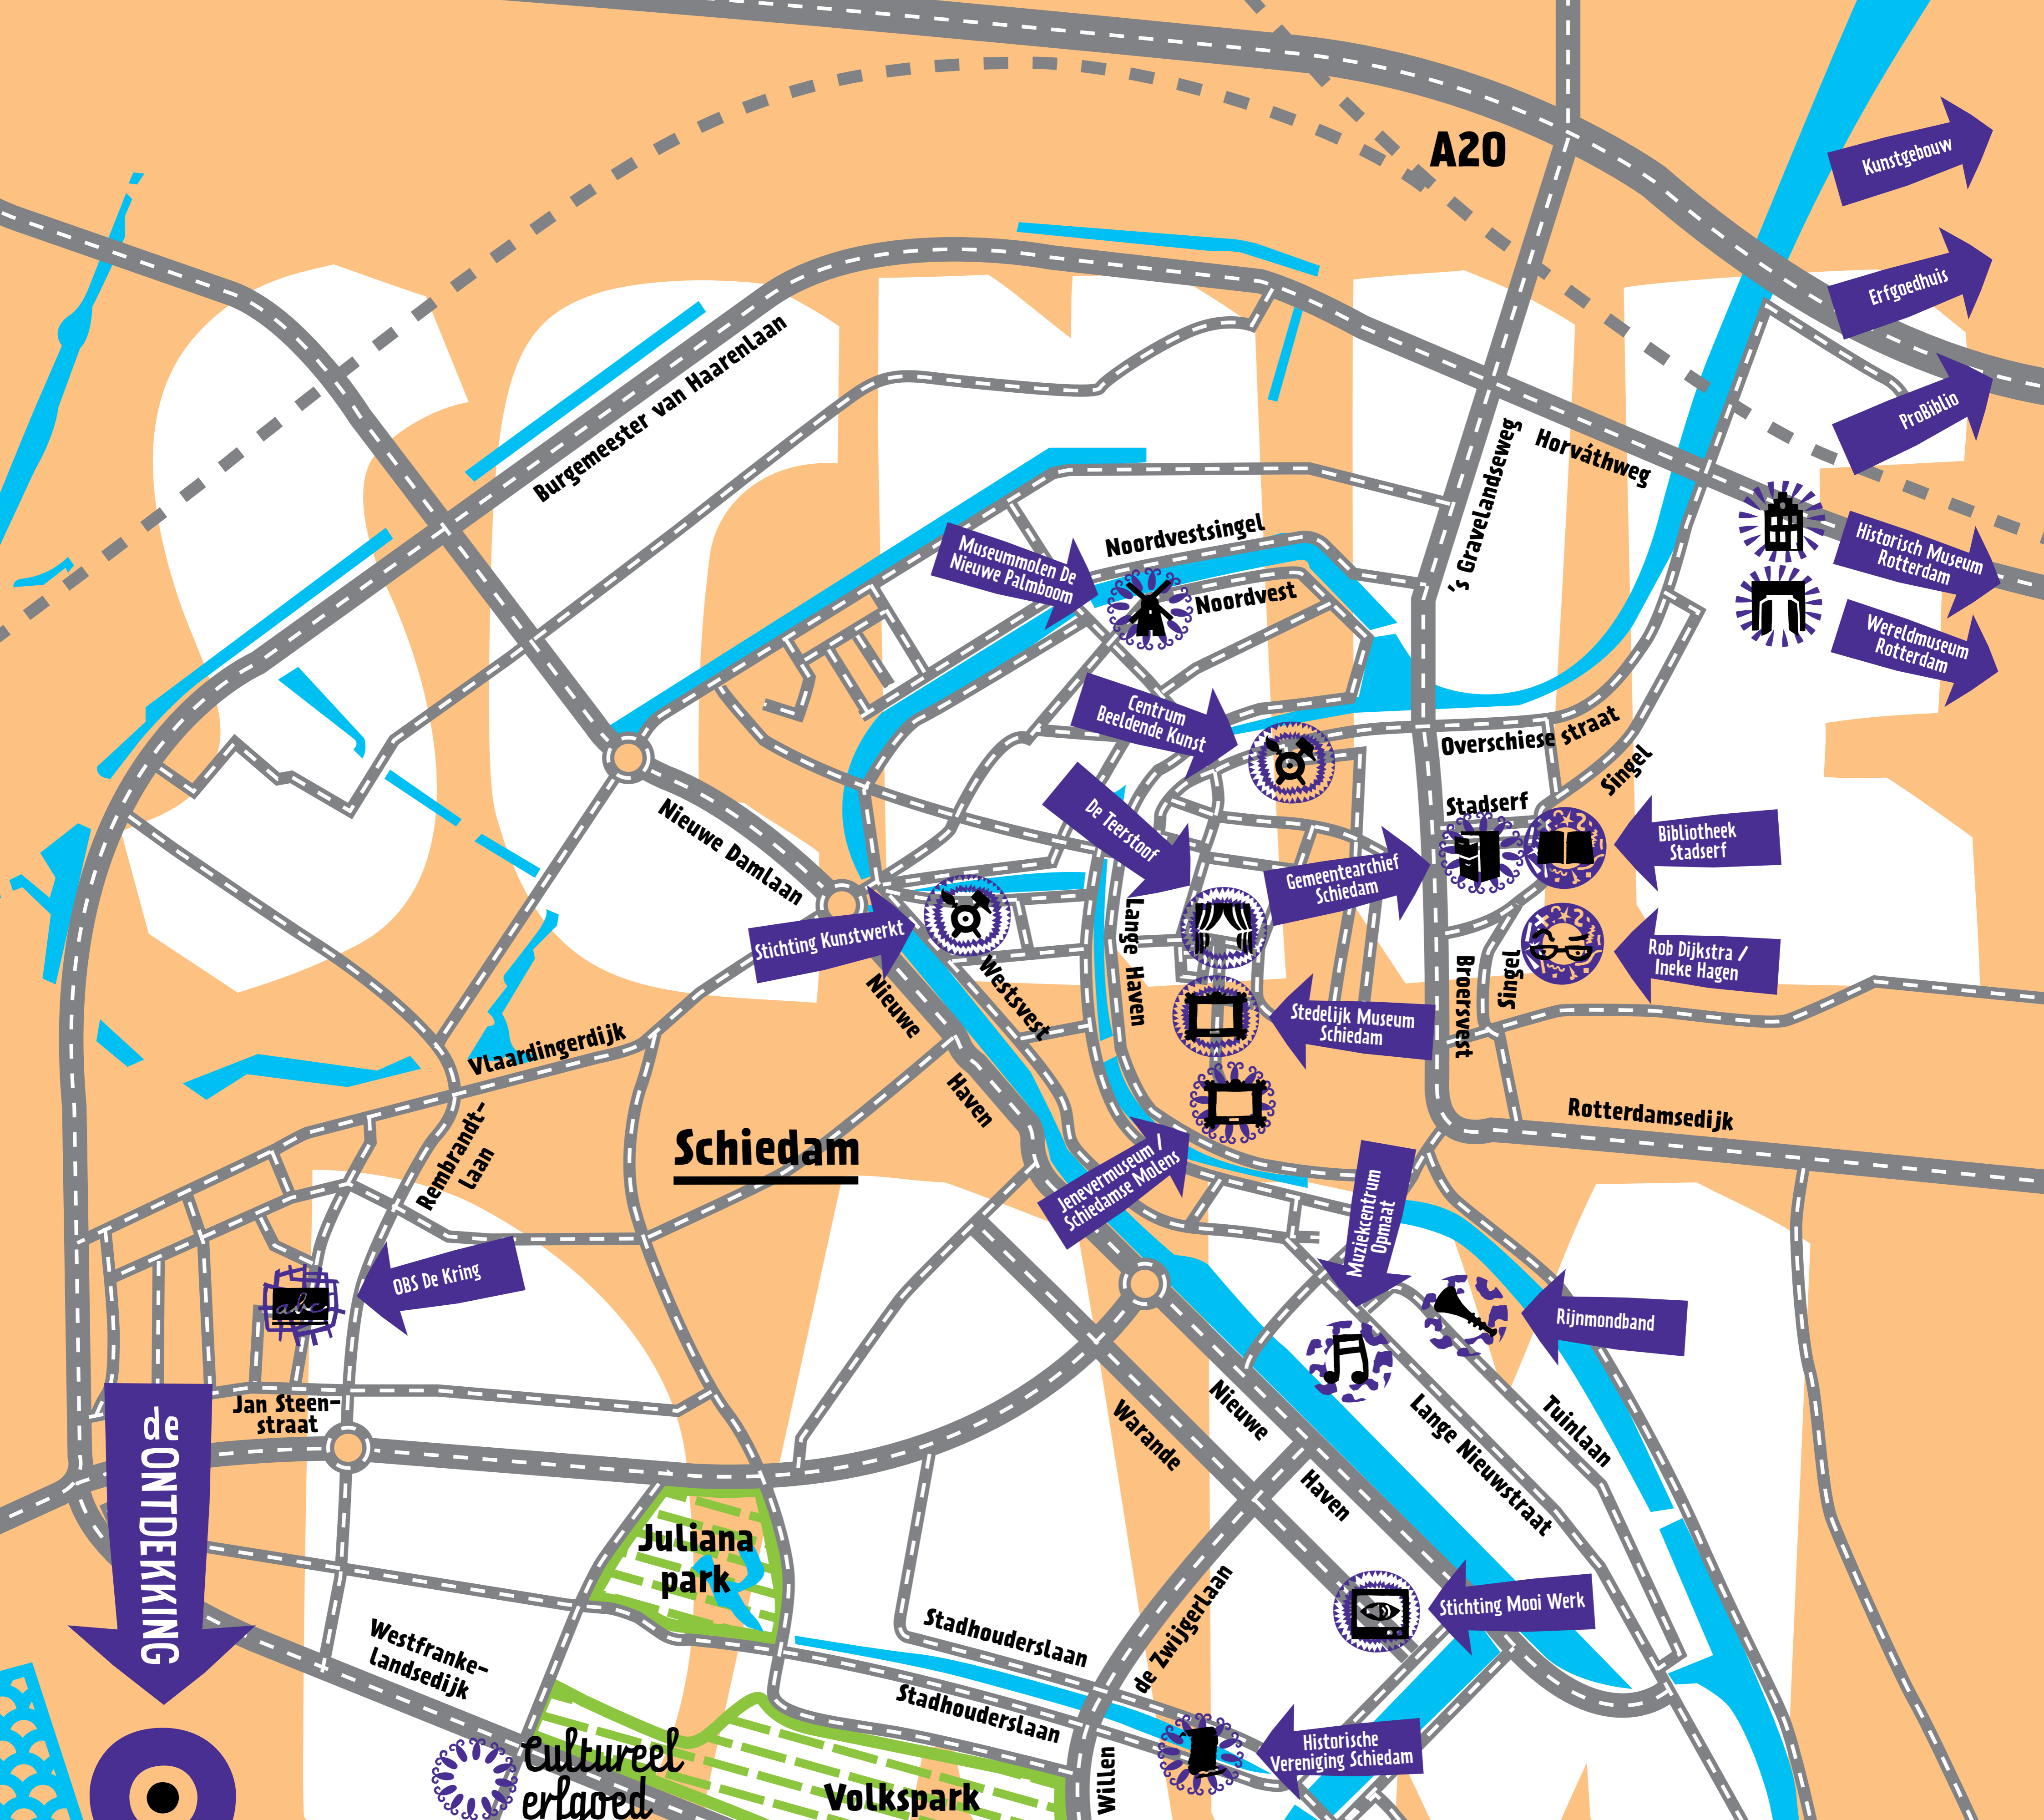 A20
Kunstgebouw
Erfgoedhuis
ProBiblio
Burgemeester van Haarenlaan
's Gravelandseweg
Horváthweg
Historisch Museum
Rotterdam
Wereldmuseum
Rotterdam
Museummolen De
Nieuwe Palmboom
Noordvestsingel
Noordvest
Centrum
Beeldende Kunst
Overschiese straat
Singel
Nieuwe Damlaan
De Teerstoof
Stadserf
Bibliotheek
Stadserf
Gemeentearchief
Schiedam
Stichting Kunstwerkt
Lange Haven
Rob Dijkstra /
Ineke Hagen
Westvest
Nieuwe
Haven
Broersvest
Singel
Stedelijk Museum
Schiedam
Vlaardingerdijk
Rembrandt-
Laan
Schiedam
Rotterdamsedijk
Jenevermuseum /
Schiedamse Molens
Muziekcentrum
Opmaat
OBS De Kring
abc
Rijnmondband
Jan Steen-
straat
de ONTDEKKING
Warande
Nieuwe
Haven
Lange Nieuwstraat
Tuinlaan
Juliana
park
Stichting Mooi Werk
de Zwijgerlaan
Stadhouderslaan
Stadhouderslaan
Westfranke-
landsedijk
Willen
Historische
Vereniging Schiedam
Cultureel
erfgoed
Volkspark